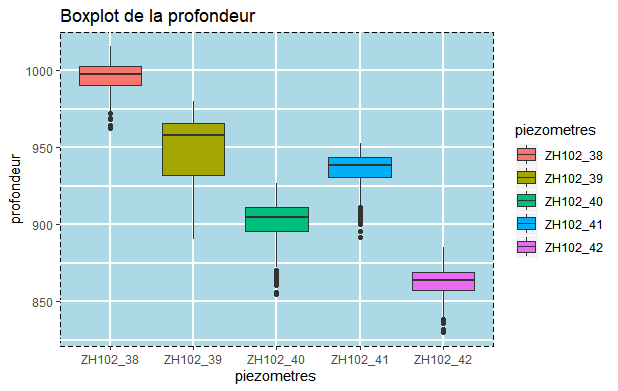 Boxplot de la profondeur
profondeur
1000
950
900
850
ZH102_38
ZH102_39
ZH102_40
ZH102_41
ZH102_42
piezometres
piezometres
ZH102_38
ZH102_39
ZH102_40
ZH102_41
ZH102_42